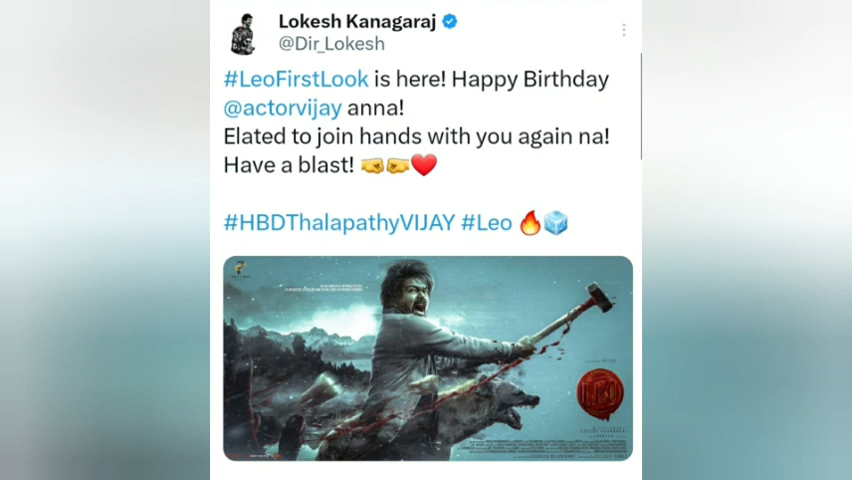 Lokesh Kanagaraj
@Dir_Lokesh
#LeoFirstLook is here! Happy Birthday
@actorvijay anna!
Elated to join hands with you again na!
Have a blast! 🤜🤛❤️
#HBDThalapathyVIJAY #Leo 🔥🧊
LEO